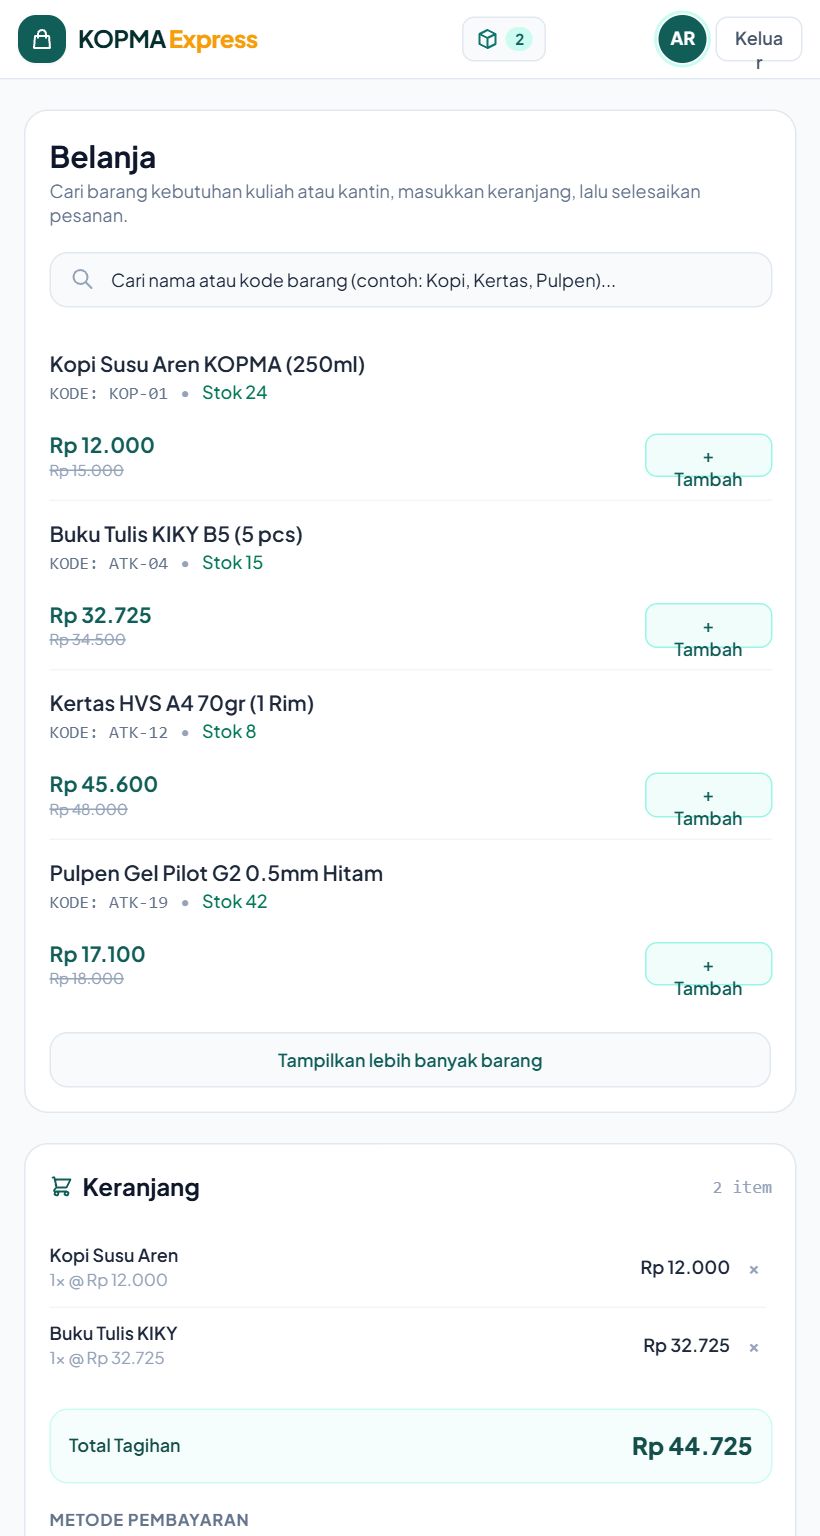 KOPMA Express
2
AR
Kelua
r
Belanja
Cari barang kebutuhan kuliah atau kantin, masukkan keranjang, lalu selesaikan
pesanan.
Cari nama atau kode barang (contoh: Kopi, Kertas, Pulpen)...
Kopi Susu Aren KOPMA (250ml)
KODE: KOP-01 • Stok 24
Rp 12.000
Rp 15.000
+
Tambah
Buku Tulis KIKY B5 (5 pcs)
KODE: ATK-04 • Stok 15
Rp 32.725
Rp 34.500
+
Tambah
Kertas HVS A4 70gr (1 Rim)
KODE: ATK-12 • Stok 8
Rp 45.600
Rp 48.000
+
Tambah
Pulpen Gel Pilot G2 0.5mm Hitam
KODE: ATK-19 • Stok 42
Rp 17.100
Rp 18.000
+
Tambah
Tampilkan lebih banyak barang
Keranjang
2 item
Kopi Susu Aren
1× @ Rp 12.000
Rp 12.000 ×
Buku Tulis KIKY
1× @ Rp 32.725
Rp 32.725 ×
Total Tagihan
Rp 44.725
METODE PEMBAYARAN